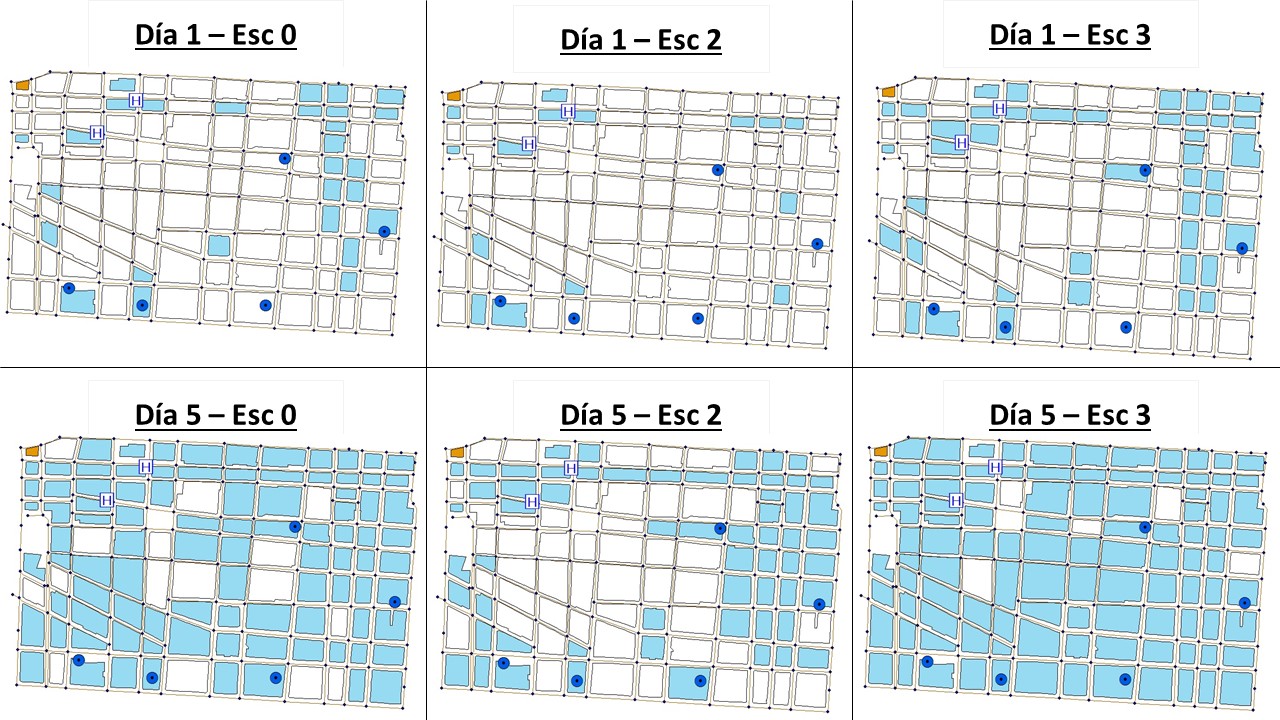 Día 1 – Esc 0
Día 1 – Esc 2
Día 1 – Esc 3
H
H
H
H
H
H
Día 5 – Esc 0
Día 5 – Esc 2
Día 5 – Esc 3
H
H
H
H
H
H